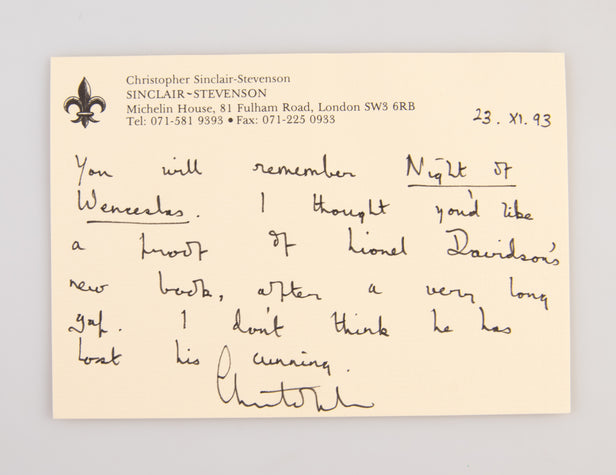 Christopher Sinclair-Stevenson
SINCLAIR-STEVENSON
Michelin House, 81 Fulham Road, London SW3 6RB
Tel: 071-581 9393 • Fax: 071-225 0933
23. XI. 93
You will remember Night of
Wenceslas. I thought you'd like
a proof of Lionel Davidson's
new book, after a very long
gap. I don't think he has
lost his cunning.
Christopher